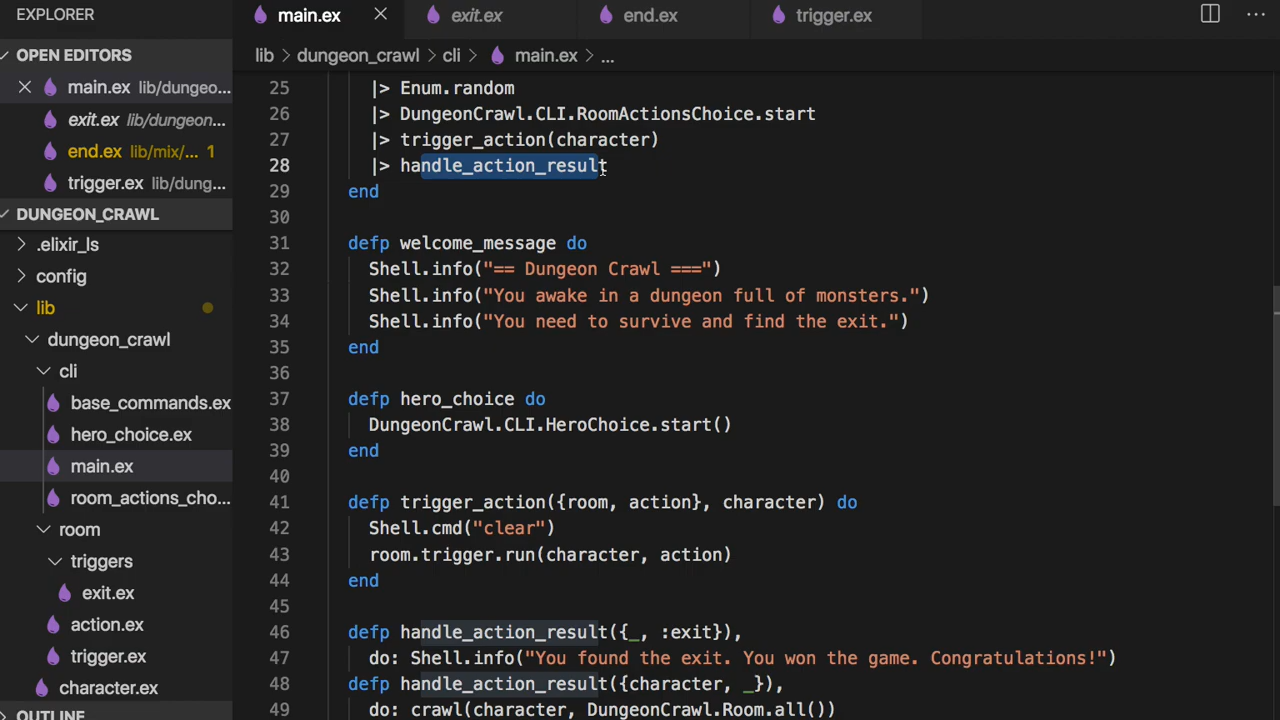 EXPLORER
main.ex
exit.ex
end.ex
trigger.ex
OPEN EDITORS
main.ex lib/dungeo...
exit.ex lib/dungeon...
end.ex lib/mix/... 1
trigger.ex lib/dung...
DUNGEON_CRAWL
.elixir_ls
config
lib
dungeon_crawl
cli
base_commands.ex
hero_choice.ex
main.ex
room_actions_cho...
room
triggers
exit.ex
action.ex
trigger.ex
character.ex
OUTLINE
lib > dungeon_crawl > cli > main.ex > ...
25 |> Enum.random
26 |> DungeonCrawl.CLI.RoomActionsChoice.start
27 |> trigger_action(character)
28 |> handle_action_result
29 end
30
31 defp welcome_message do
32 Shell.info("== Dungeon Crawl ===")
33 Shell.info("You awake in a dungeon full of monsters.")
34 Shell.info("You need to survive and find the exit.")
35 end
36
37 defp hero_choice do
38 DungeonCrawl.CLI.HeroChoice.start()
39 end
40
41 defp trigger_action({room, action}, character) do
42 Shell.cmd("clear")
43 room.trigger.run(character, action)
44 end
45
46 defp handle_action_result({_, :exit}),
47 do: Shell.info("You found the exit. You won the game. Congratulations!")
48 defp handle_action_result({character, _}),
49 do: crawl(character, DungeonCrawl.Room.all())